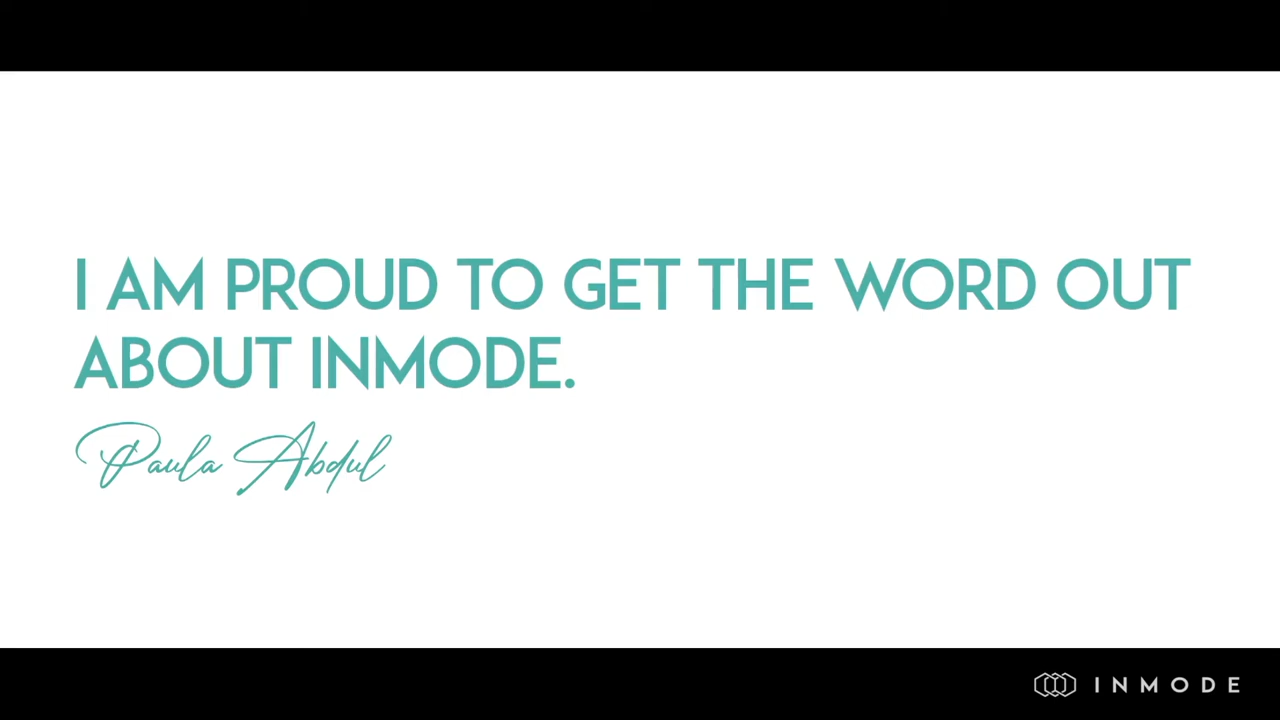 I AM PROUD TO GET THE WORD OUT
ABOUT INMODE.
Paula Abdul
INMODE